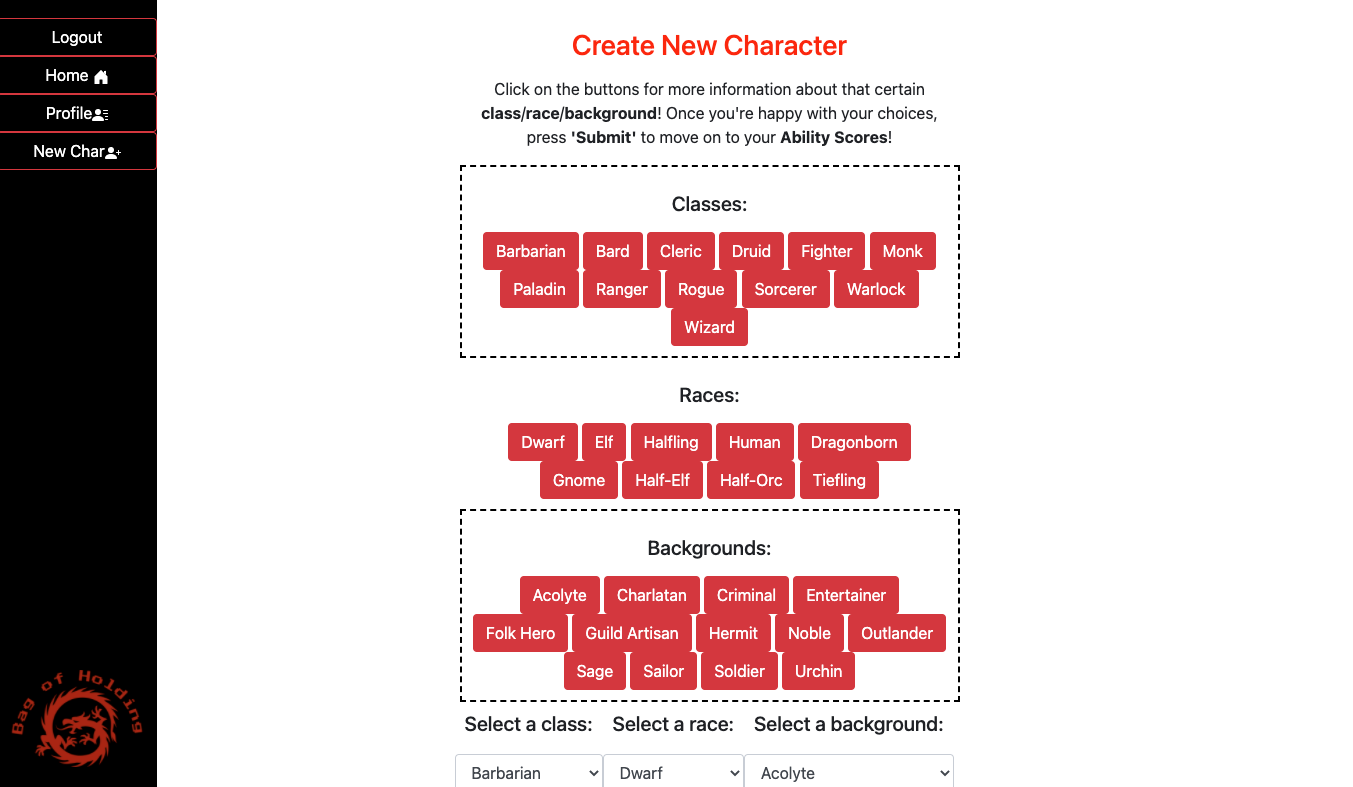 Logout
Home
Profile
New Char
Bag of Holding
Create New Character
Click on the buttons for more information about that certain
class/race/background! Once you're happy with your choices,
press 'Submit' to move on to your Ability Scores!
Classes:
Barbarian Bard Cleric Druid Fighter Monk
Paladin Ranger Rogue Sorcerer Warlock
Wizard
Races:
Dwarf Elf Halfling Human Dragonborn
Gnome Half-Elf Half-Orc Tiefling
Backgrounds:
Acolyte Charlatan Criminal Entertainer
Folk Hero Guild Artisan Hermit Noble Outlander
Sage Sailor Soldier Urchin
Select a class: Select a race: Select a background:
Barbarian Dwarf Acolyte